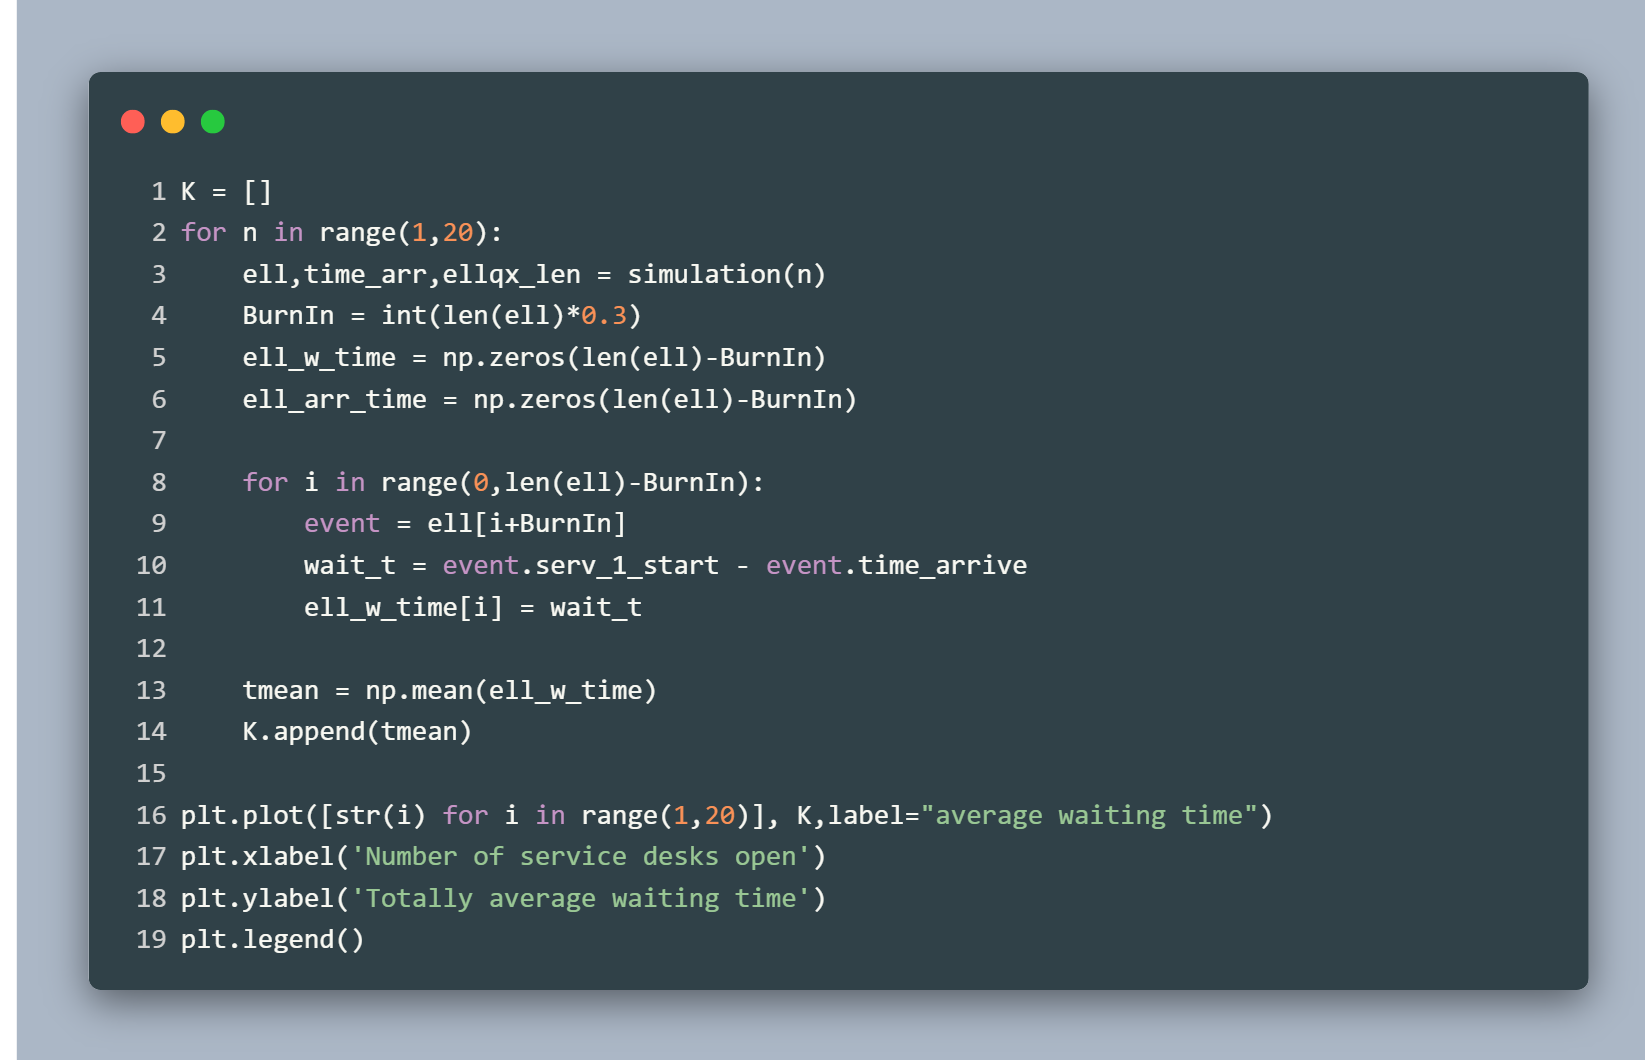 1 K = []
2 for n in range(1,20):
3     ell,time_arr,ellqx_len = simulation(n)
4     BurnIn = int(len(ell)*0.3)
5     ell_w_time = np.zeros(len(ell)-BurnIn)
6     ell_arr_time = np.zeros(len(ell)-BurnIn)
7
8     for i in range(0,len(ell)-BurnIn):
9         event = ell[i+BurnIn]
10         wait_t = event.serv_1_start - event.time_arrive
11         ell_w_time[i] = wait_t
12
13     tmean = np.mean(ell_w_time)
14     K.append(tmean)
15
16 plt.plot([str(i) for i in range(1,20)], K,label="average waiting time")
17 plt.xlabel('Number of service desks open')
18 plt.ylabel('Totally average waiting time')
19 plt.legend()